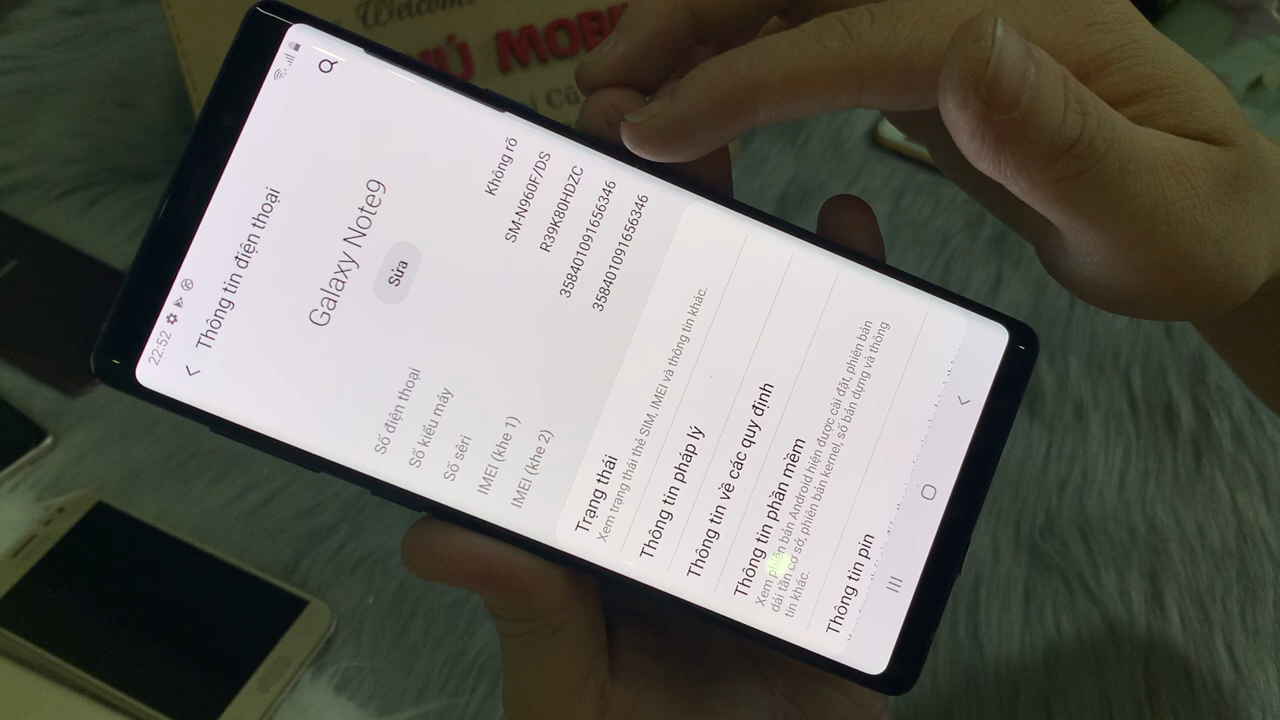 Welcome
Ú MOBI
22:52
Thông tin điện thoại
Galaxy Note9
Sửa
Số điện thoại Không rõ
Số kiểu máy SM-N960F/DS
Số sêri R39K80HDZC
IMEI (khe 1) 358401091656346
IMEI (khe 2) 358401091656346
Trạng thái
Xem trạng thái thẻ SIM, IMEI và thông tin khác.
Thông tin pháp lý
Thông tin về các quy định
Thông tin phần mềm
Xem phiên bản Android hiện được cài đặt, phiên bản
dải tần cơ sở, phiên bản kernel, số bản dựng và thông
tin khác.
Thông tin pin